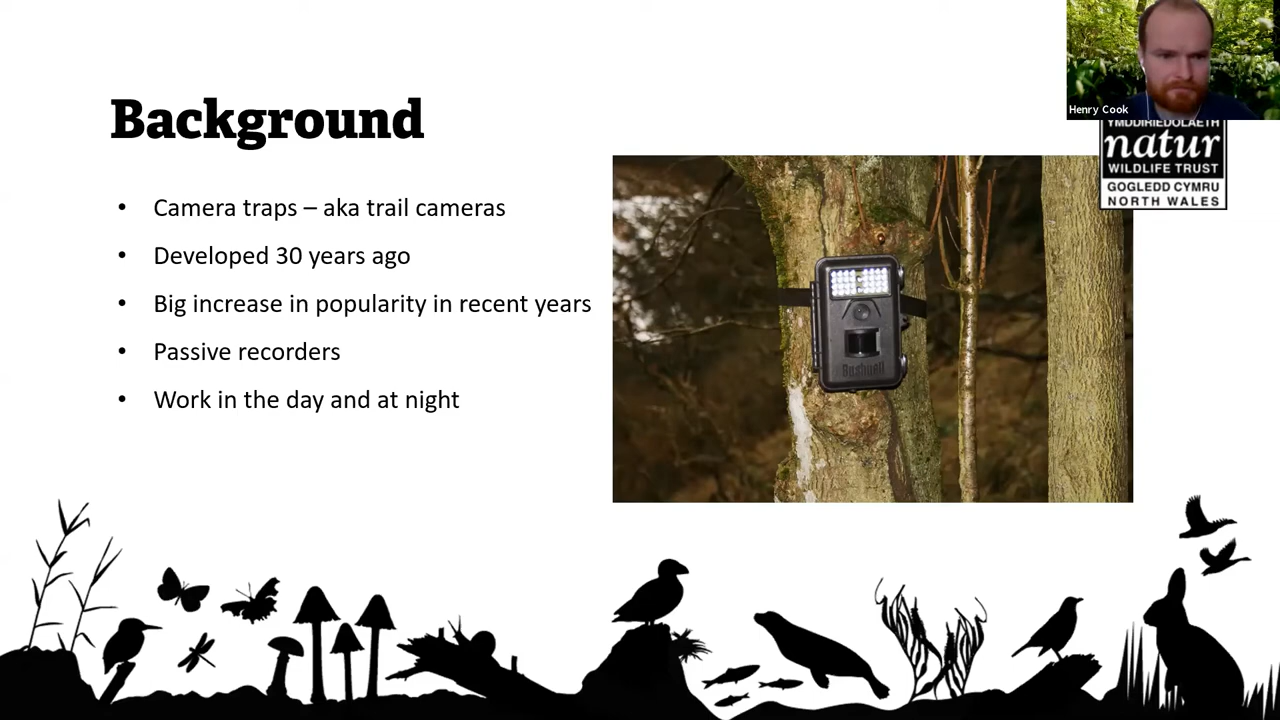 Henry Cook
Background
YMDDIRIEDOLAETH
natur
WILDLIFE TRUST
GOGLEDD CYMRU
NORTH WALES
• Camera traps – aka trail cameras
• Developed 30 years ago
• Big increase in popularity in recent years
• Passive recorders
• Work in the day and at night
Bushnell